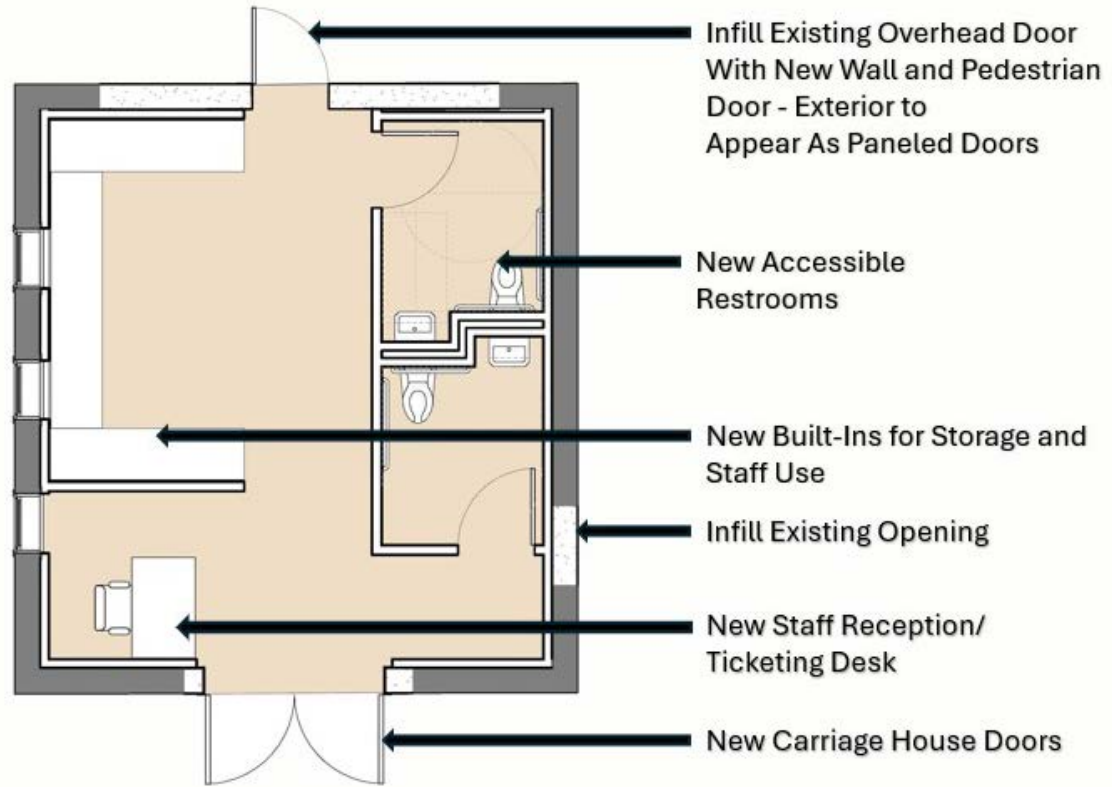 Infill Existing Overhead Door
With New Wall and Pedestrian
Door - Exterior to
Appear As Paneled Doors
New Accessible
Restrooms
New Built-Ins for Storage and
Staff Use
Infill Existing Opening
New Staff Reception/
Ticketing Desk
New Carriage House Doors